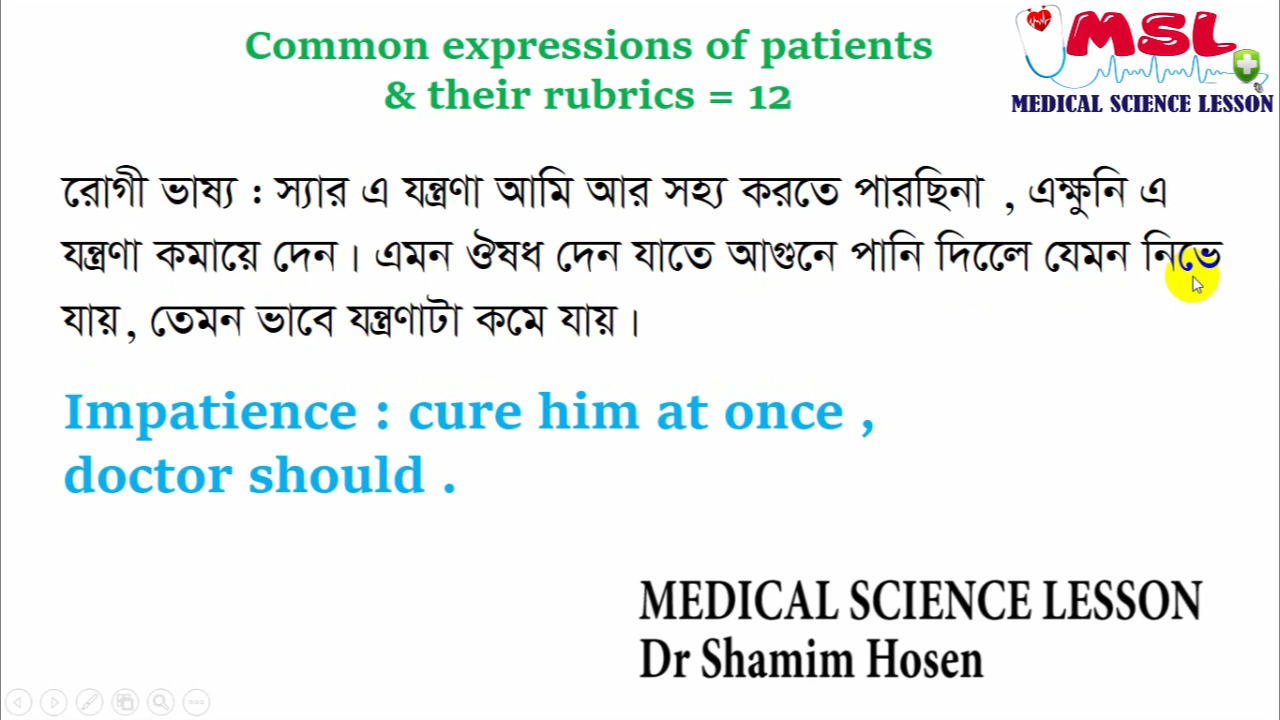 Common expressions of patients
& their rubrics = 12
MSL
MEDICAL SCIENCE LESSON
রোগী ভাষ্য : স্যার এ যন্ত্রণা আমি আর সহ্য করতে পারছিনা , এক্ষুনি এ
যন্ত্রণা কমায়ে দেন। এমন ঔষধ দেন যাতে আগুনে পানি দিলেে যেমন নিভে
যায়, তেমন ভাবে যন্ত্রণাটা কমে যায়।
Impatience : cure him at once ,
doctor should .
MEDICAL SCIENCE LESSON
Dr Shamim Hosen